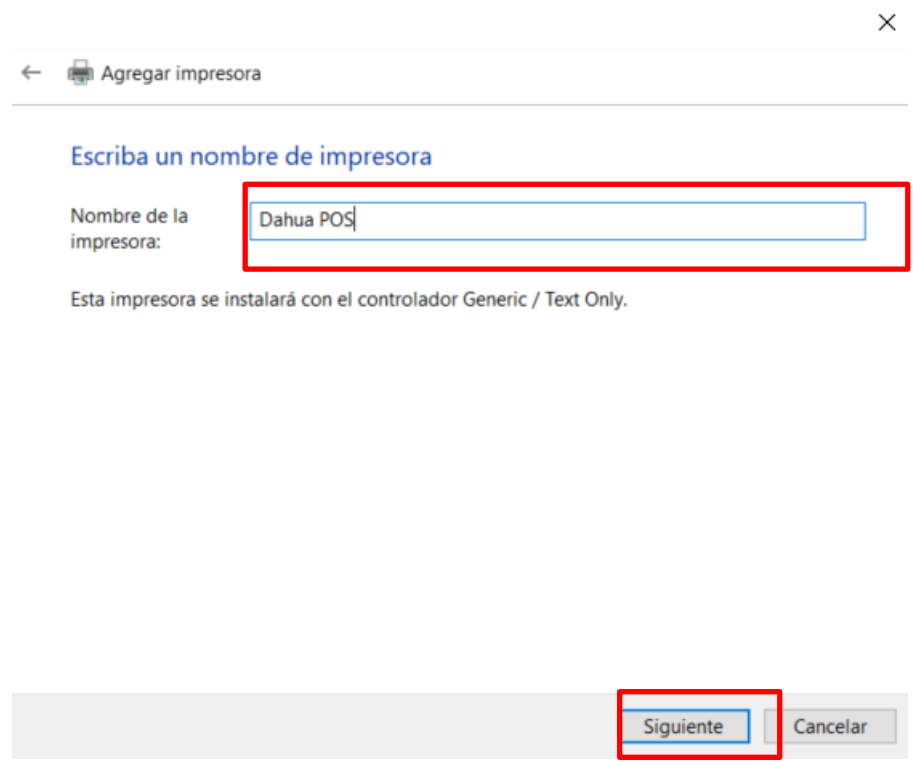 Agregar impresora
Escriba un nombre de impresora
Nombre de la
impresora:
Dahua POS
Esta impresora se instalará con el controlador Generic / Text Only.
Siguiente
Cancelar